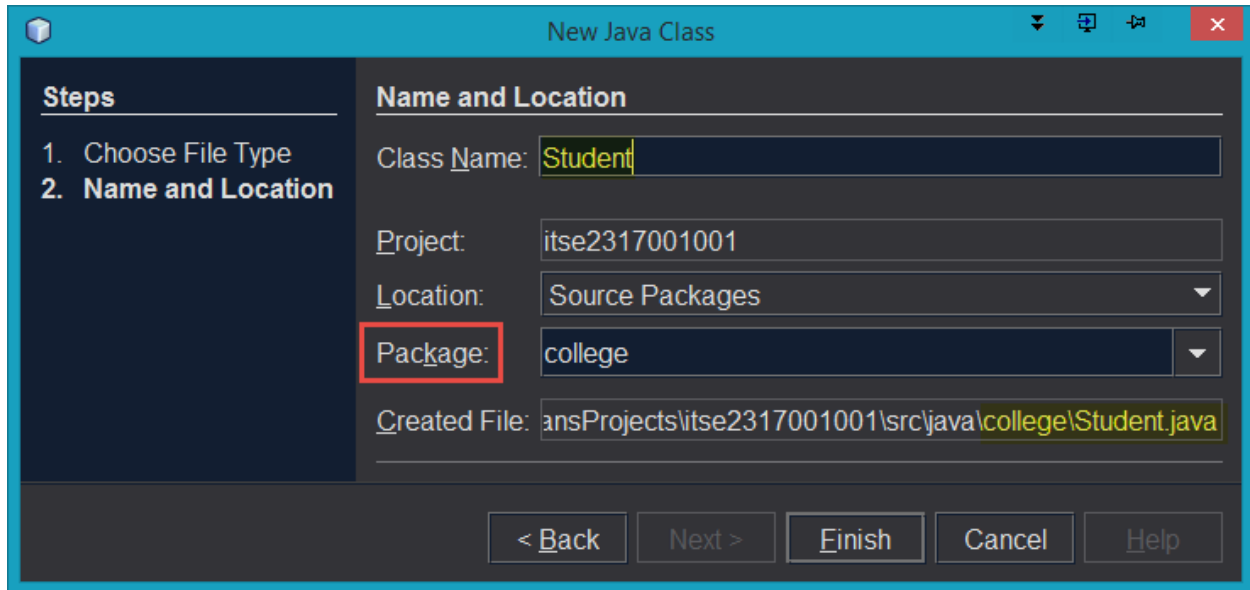 New Java Class
Steps
1. Choose File Type
2. Name and Location
Name and Location
Class Name: Student
Project: itse2317001001
Location: Source Packages
Package: college
Created File: ansProjects\itse2317001001\src\java\college\Student.java
< Back Next > Finish Cancel Help